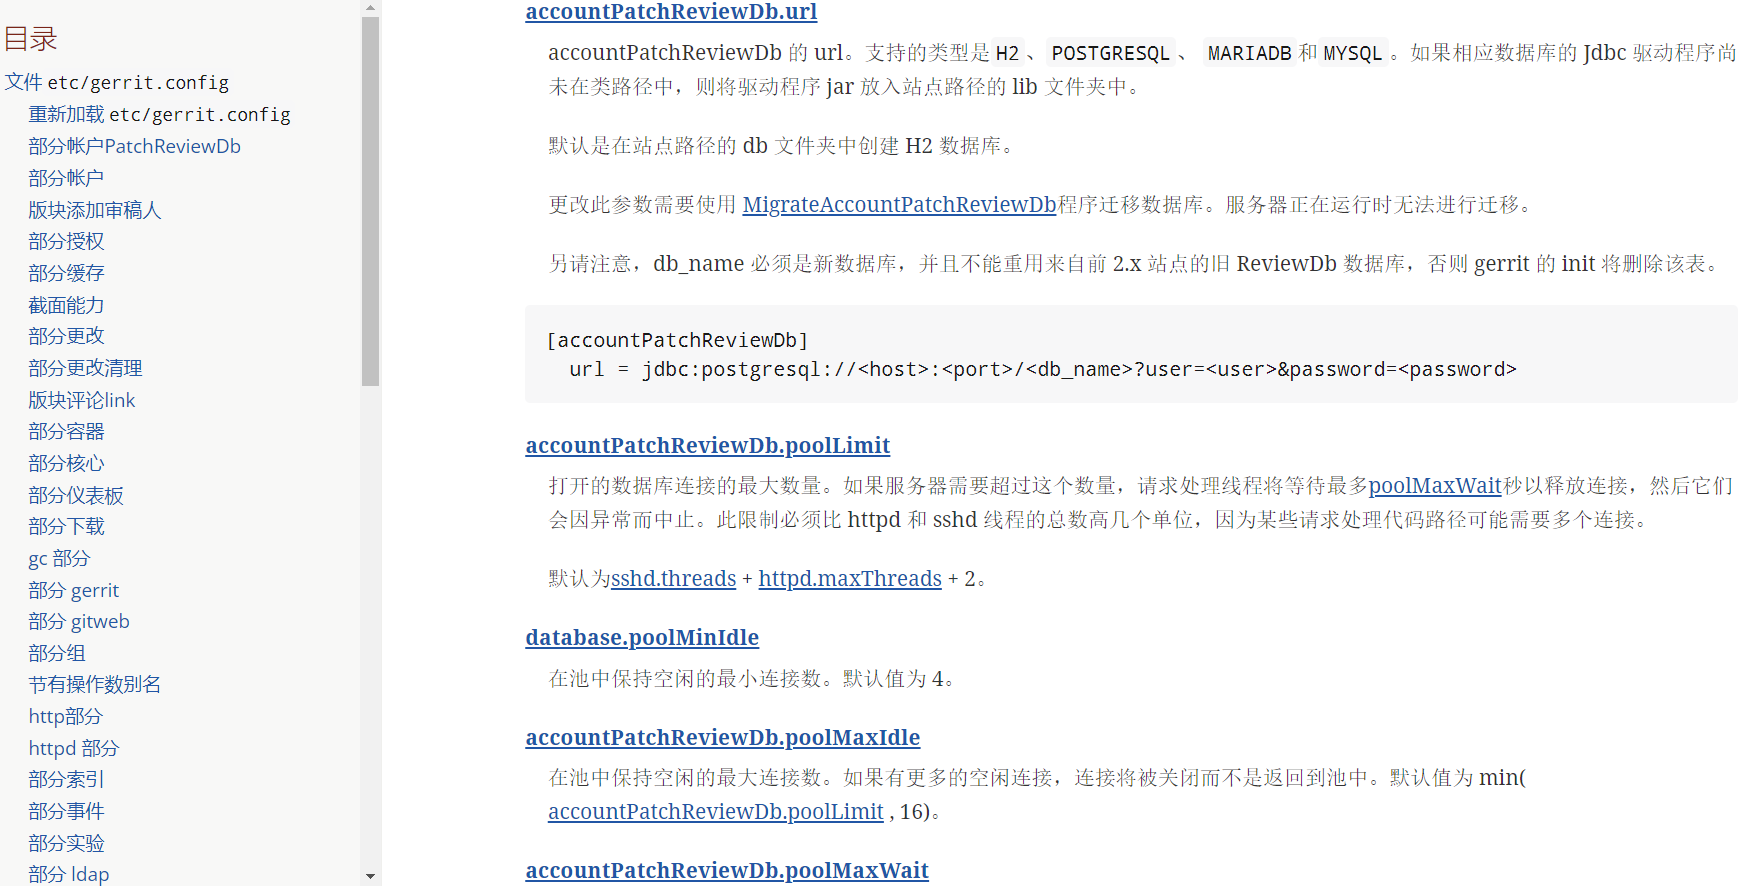 目录
文件 etc/gerrit.config
重新加载 etc/gerrit.config
部分帐户PatchReviewDb
部分帐户
版块添加审稿人
部分授权
部分缓存
截面能力
部分更改
部分更改清理
版块评论link
部分容器
部分核心
部分仪表板
部分下载
gc 部分
部分 gerrit
部分 gitweb
部分组
节有操作数别名
http部分
httpd 部分
部分索引
部分事件
部分实验
部分 ldap
accountPatchReviewDb.url
accountPatchReviewDb 的 url。支持的类型是 H2 、 POSTGRESQL 、 MARIADB 和 MYSQL 。如果相应数据库的 Jdbc 驱动程序尚
未在类路径中，则将驱动程序 jar 放入站点路径的 lib 文件夹中。
默认是在站点路径的 db 文件夹中创建 H2 数据库。
更改此参数需要使用 MigrateAccountPatchReviewDb程序迁移数据库。服务器正在运行时无法进行迁移。
另请注意，db_name 必须是新数据库，并且不能重用来自前 2.x 站点的旧 ReviewDb 数据库，否则 gerrit 的 init 将删除该表。
[accountPatchReviewDb]
url = jdbc:postgresql://<host>:<port>/<db_name>?user=<user>&password=<password>
accountPatchReviewDb.poolLimit
打开的数据库连接的最大数量。如果服务器需要超过这个数量，请求处理线程将等待最多poolMaxWait秒以释放连接，然后它们
会因异常而中止。此限制必须比 httpd 和 sshd 线程的总数高几个单位，因为某些请求处理代码路径可能需要多个连接。
默认为sshd.threads + httpd.maxThreads + 2。
database.poolMinIdle
在池中保持空闲的最小连接数。默认值为 4。
accountPatchReviewDb.poolMaxIdle
在池中保持空闲的最大连接数。如果有更多的空闲连接，连接将被关闭而不是返回到池中。默认值为 min(
accountPatchReviewDb.poolLimit , 16)。
accountPatchReviewDb.poolMaxWait